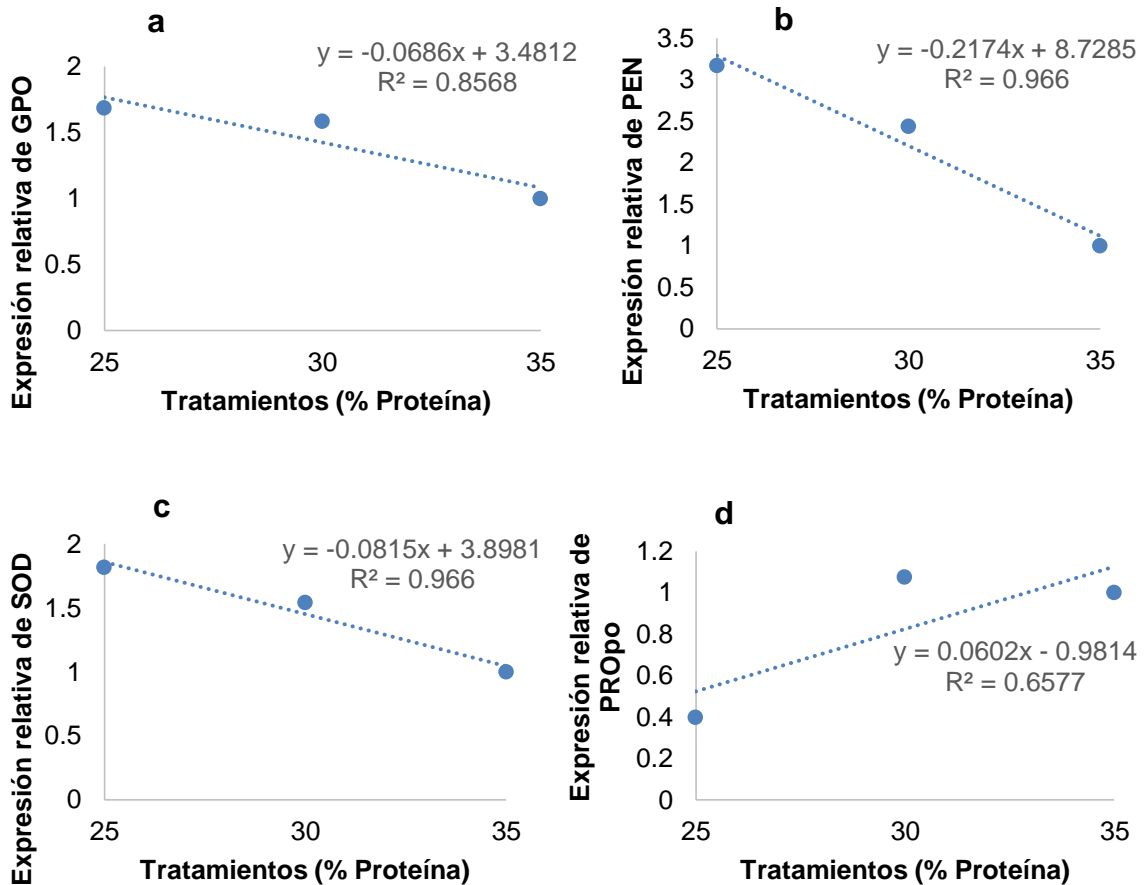 a
y = -0.0686x + 3.4812
R² = 0.8568
Expresión relativa de GPO
2
1.5
1
0.5
0
25
30
35
Tratamientos (% Proteína)
b
y = -0.2174x + 8.7285
R² = 0.966
Expresión relativa de PEN
3.5
3
2.5
2
1.5
1
0.5
0
25
30
35
Tratamientos (% Proteína)
c
y = -0.0815x + 3.8981
R² = 0.966
Expresión relativa de SOD
2
1.5
1
0.5
0
25
30
35
Tratamientos (% Proteína)
d
Expresión relativa de
PROpo
1.2
1
0.8
0.6
0.4
0.2
0
y = 0.0602x - 0.9814
R² = 0.6577
25
30
35
Tratamientos (% Proteína)